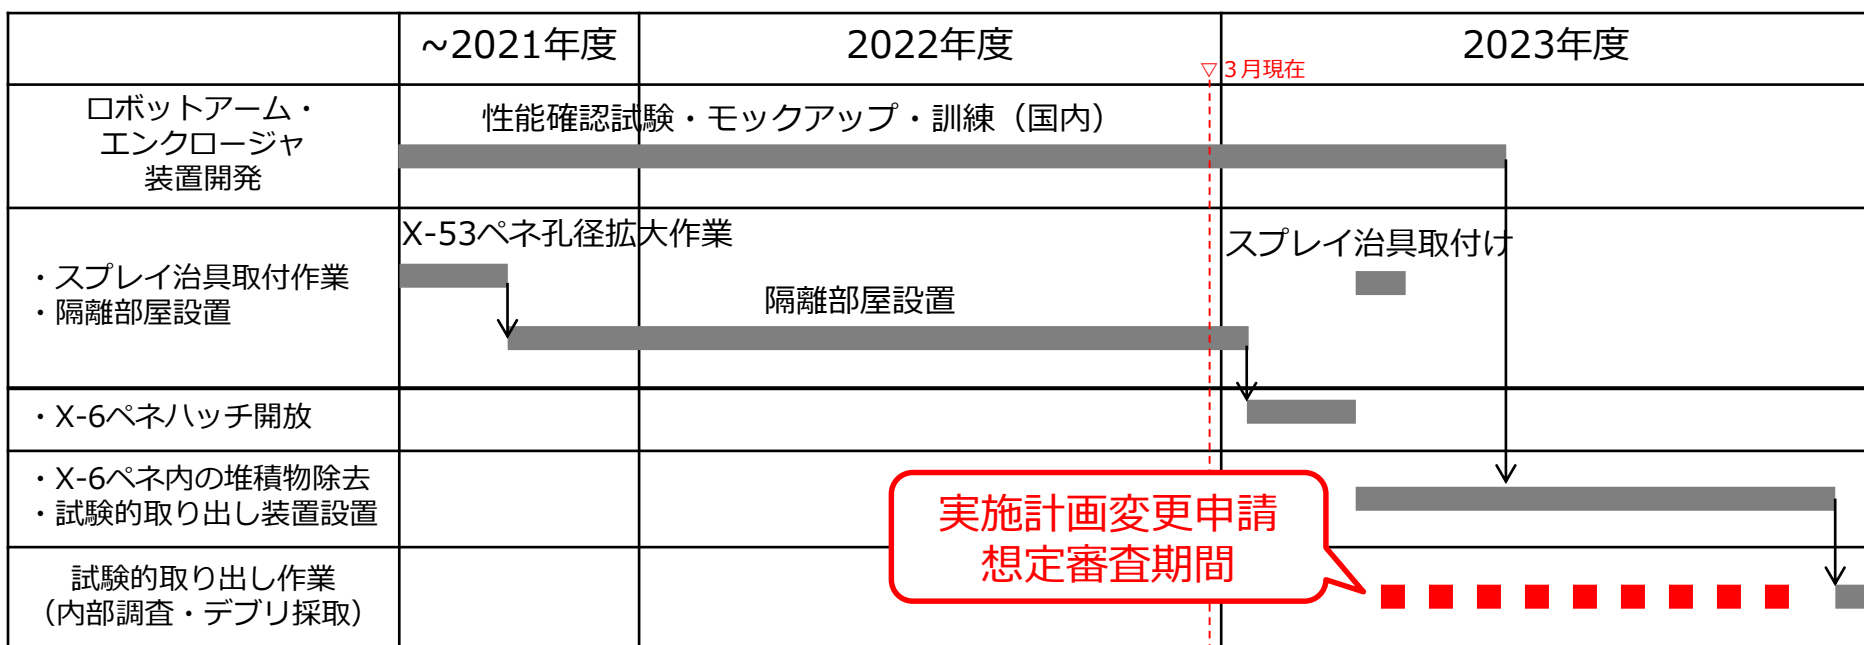 ~2021年度
2022年度
2023年度
▽３月現在
ロボットアーム・
エンクロージャ
装置開発
性能確認試験・モックアップ・訓練（国内）
・スプレイ治具取付作業
・隔離部屋設置
X-53ペネ孔径拡大作業
隔離部屋設置
スプレイ治具取付け
・X-6ペネハッチ開放
・X-6ペネ内の堆積物除去
・試験的取り出し装置設置
実施計画変更申請
想定審査期間
試験的取り出し作業
（内部調査・デブリ採取）